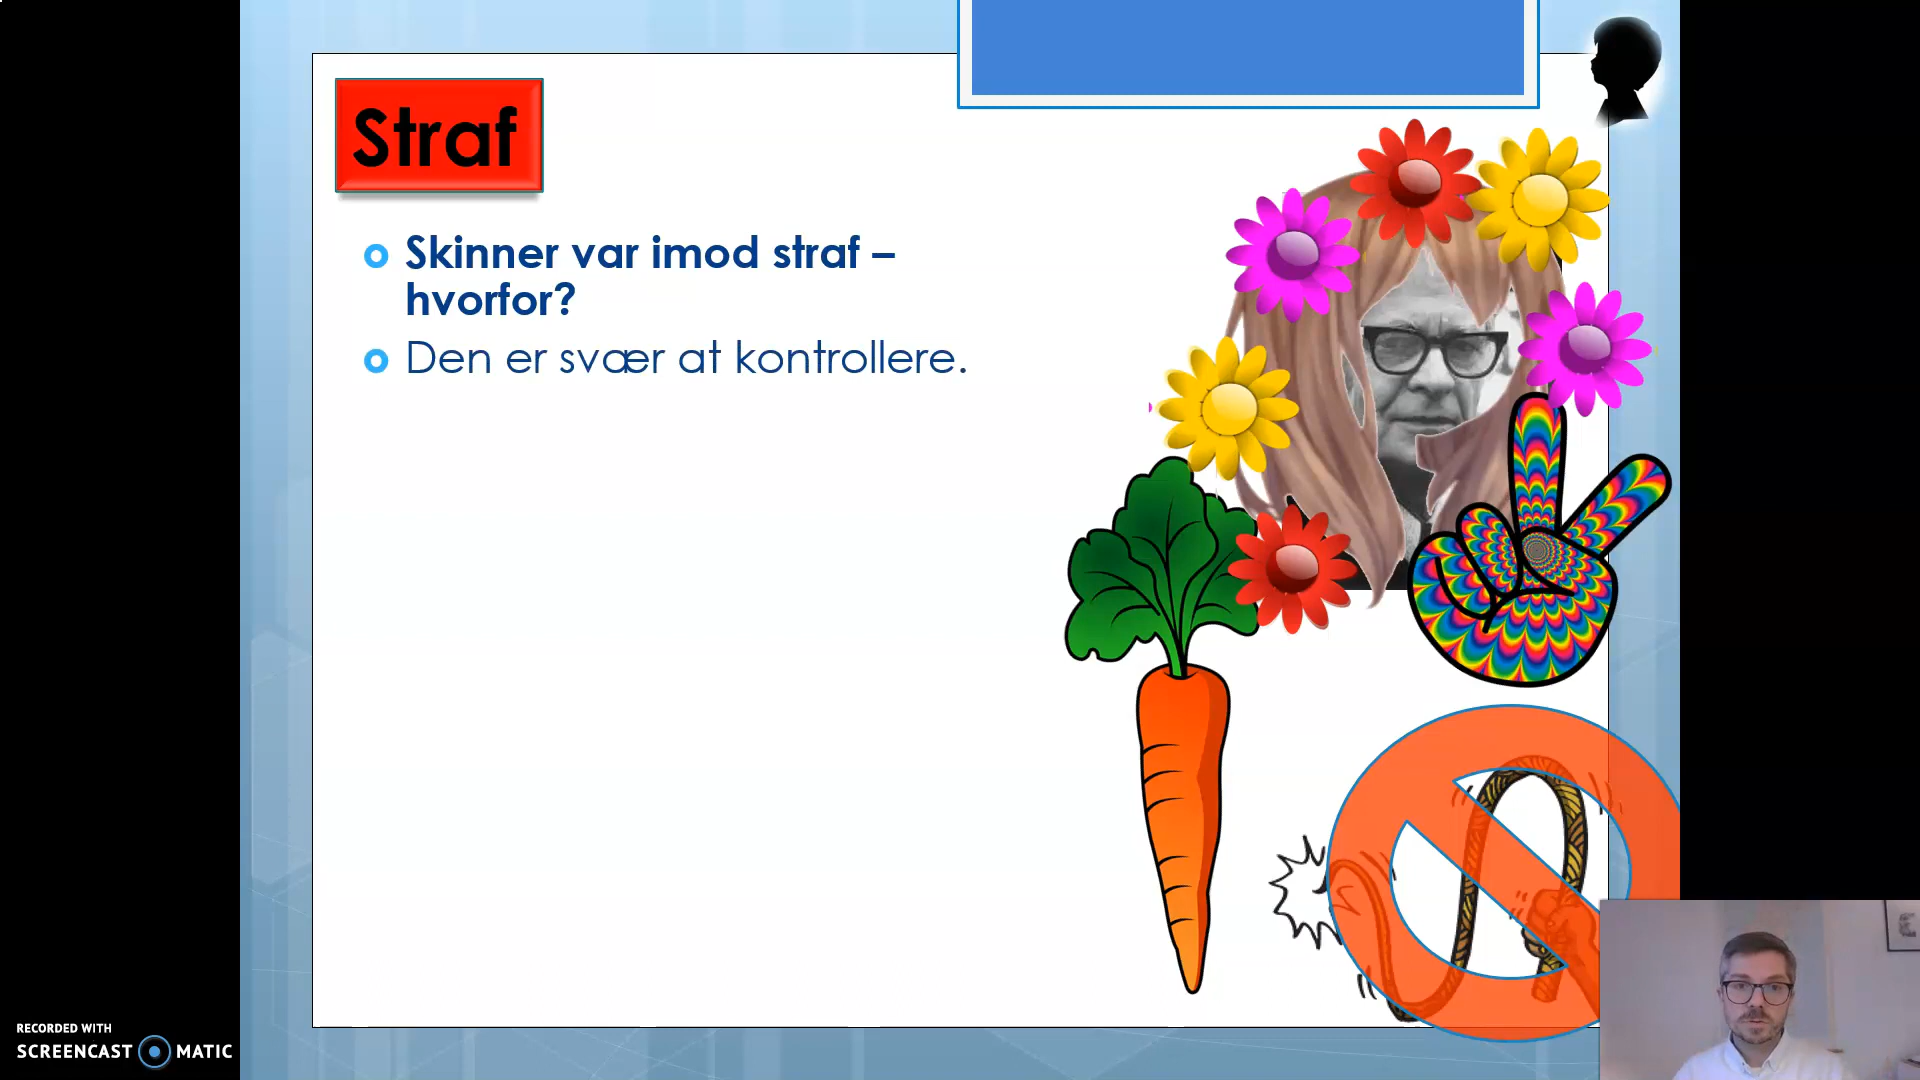 Straf
Skinner var imod straf –
hvorfor?
Den er svær at kontrollere.
RECORDED WITH
SCREENCAST MATIC